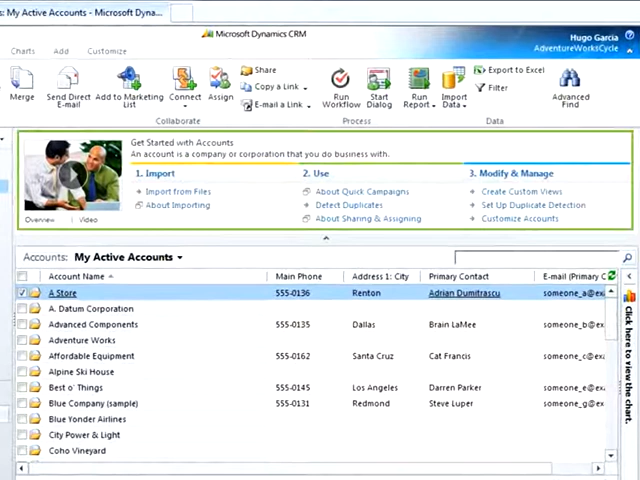 s: My Active Accounts - Microsoft Dyna...
Microsoft Dynamics CRM
Hugo Garcia
AdventureWorksCycle
Charts Add Customize
Merge
Send Direct E-mail
Add to Marketing List
Connect
Assign
Share
Copy a Link
E-mail a Link
Collaborate
Run Workflow
Start Dialog
Process
Run Report
Import Data
Export to Excel
Filter
Data
Advanced Find
Get Started with Accounts
An account is a company or corporation that you do business with.
1. Import
Import from Files
About Importing
2. Use
About Quick Campaigns
Detect Duplicates
About Sharing & Assigning
3. Modify & Manage
Create Custom Views
Set Up Duplicate Detection
Customize Accounts
Overview Video
Accounts: My Active Accounts
Account Name Main Phone Address 1: City Primary Contact E-mail (Primary C
A Store 555-0136 Renton Adrian Dumitrascu someone_a@exa
A. Datum Corporation
Advanced Components 555-0135 Dallas Brain LaMee someone_b@ex
Adventure Works
Affordable Equipment 555-0162 Santa Cruz Cat Francis someone_c@ex
Alpine Ski House
Best o' Things 555-0145 Los Angeles Darren Parker someone_e@ex
Blue Company (sample) 555-0131 Redmond Steve Luper someone_g@ex
Blue Yonder Airlines
City Power & Light
Coho Vineyard
Click here to view the chart.